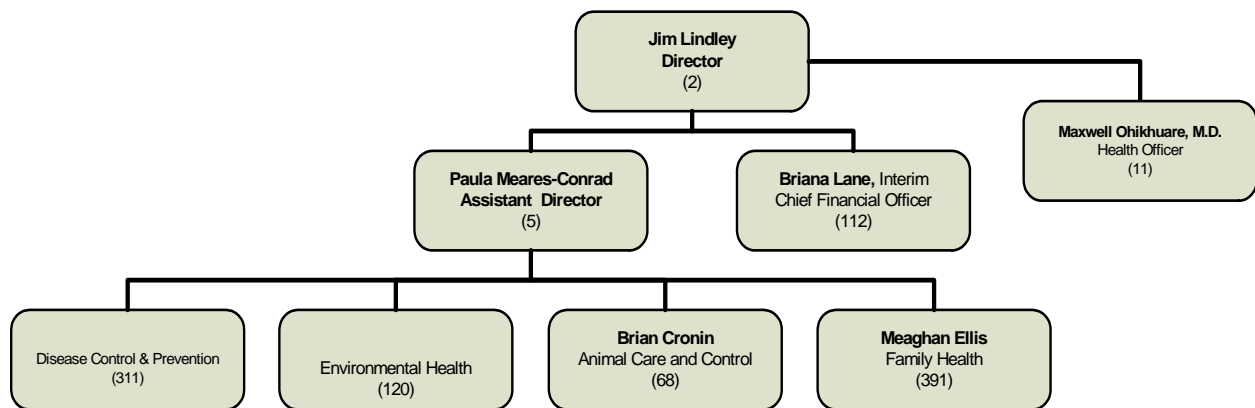 Jim Lindley
Director
(2)
Maxwell Ohikhuare, M.D.
Health Officer
(11)
Paula Meares-Conrad
Assistant Director
(5)
Briana Lane, Interim
Chief Financial Officer
(112)
Disease Control & Prevention
(311)
Environmental Health
(120)
Brian Cronin
Animal Care and Control
(68)
Meaghan Ellis
Family Health
(391)